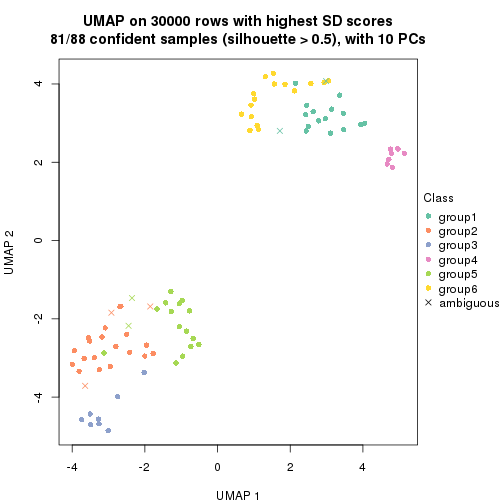 UMAP on 30000 rows with highest SD scores
81/88 confident samples (silhouette > 0.5), with 10 PCs
UMAP 2
4
2
0
-2
-4
-4
-2
0
2
4
UMAP 1
Class
group1
group2
group3
group4
group5
group6
ambiguous